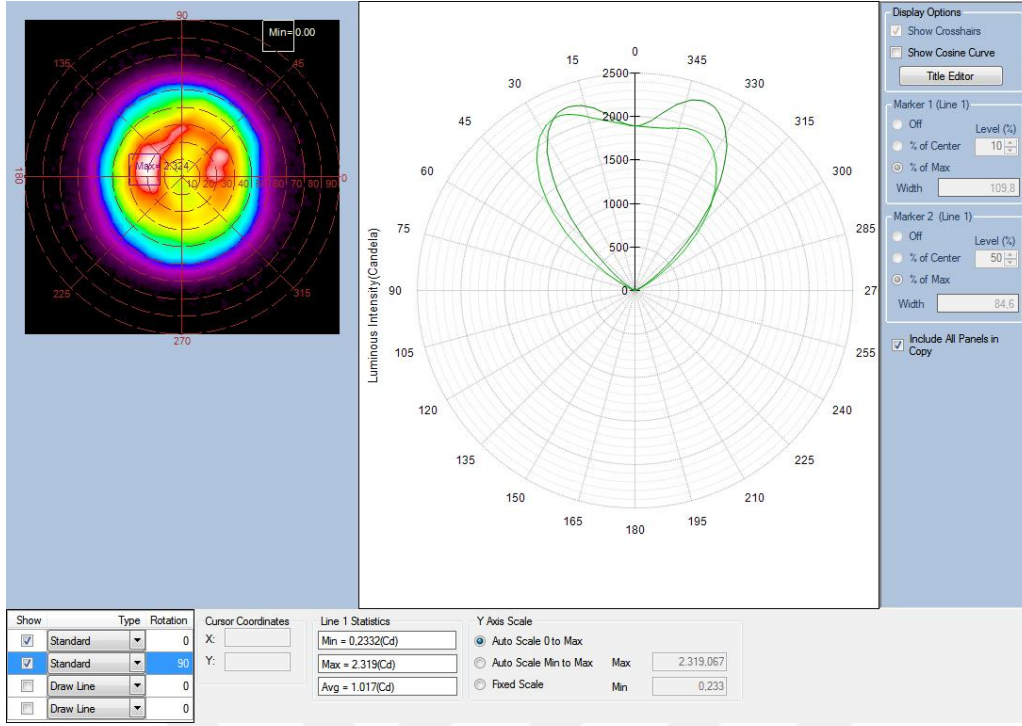 90
Min= 0.00
135
45
Max= 2.324
180
10 20 30 40 50 60 70 80 90 0
225
315
270
0
15
345
30
330
45
315
60
300
75
285
90
27
105
255
120
240
135
225
150
210
165
195
180
2500
2000
1500
1000
500
0
Luminous Intensity(Candela)
Display Options
Show Crosshairs
Show Cosine Curve
Title Editor
Marker 1 (Line 1)
Off
Level (%)
% of Center
10
% of Max
Width
109,8
Marker 2 (Line 1)
Off
Level (%)
% of Center
50
% of Max
Width
84,6
Include All Panels in
Copy
Show Type Rotation
Standard 0
Standard 90
Draw Line 0
Draw Line 0
Cursor Coordinates
X:
Y:
Line 1 Statistics
Min = 0,2332(Cd)
Max = 2.319(Cd)
Avg = 1.017(Cd)
Y Axis Scale
Auto Scale 0 to Max
Auto Scale Min to Max Max 2.319,067
Fixed Scale Min 0,233